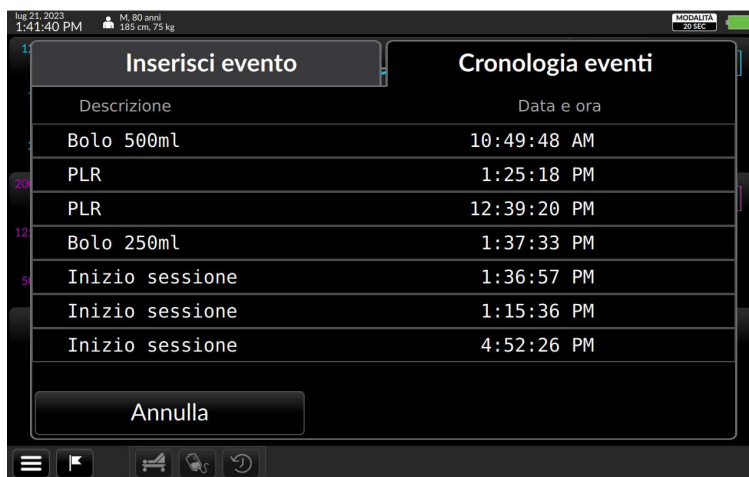 lug 21, 2023
1:41:40 PM
M, 80 anni
185 cm, 75 kg
MODALITÀ
20 SEC
Inserisci evento
Cronologia eventi
Descrizione Data e ora
Bolo 500ml 10:49:48 AM
PLR 1:25:18 PM
PLR 12:39:20 PM
Bolo 250ml 1:37:33 PM
Inizio sessione 1:36:57 PM
Inizio sessione 1:15:36 PM
Inizio sessione 4:52:26 PM
Annulla